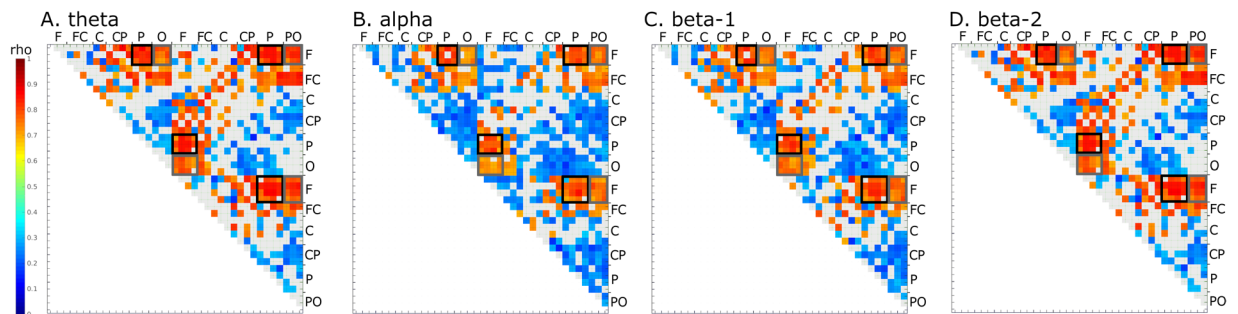 A. theta
B. alpha
C. beta-1
D. beta-2
F FC C CP P O F FC C CP P PO
F FC C CP P O F FC C CP P PO
F FC C CP P O F FC C CP P PO
F FC C CP P O F FC C CP P PO
rho
1
0.9
0.8
0.7
0.6
0.5
0.4
0.3
0.2
0.1
0
F
FC
C
CP
P
O
F
FC
C
CP
P
PO
F
FC
C
CP
P
O
F
FC
C
CP
P
PO
F
FC
C
CP
P
O
F
FC
C
CP
P
PO
F
FC
C
CP
P
O
F
FC
C
CP
P
PO